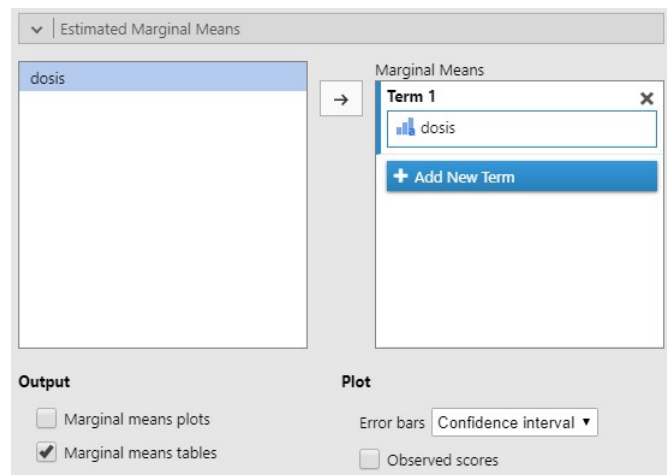 Estimated Marginal Means
dosis
Marginal Means
Term 1
dosis
+ Add New Term
Output
Marginal means plots
Marginal means tables
Plot
Error bars Confidence interval
Observed scores